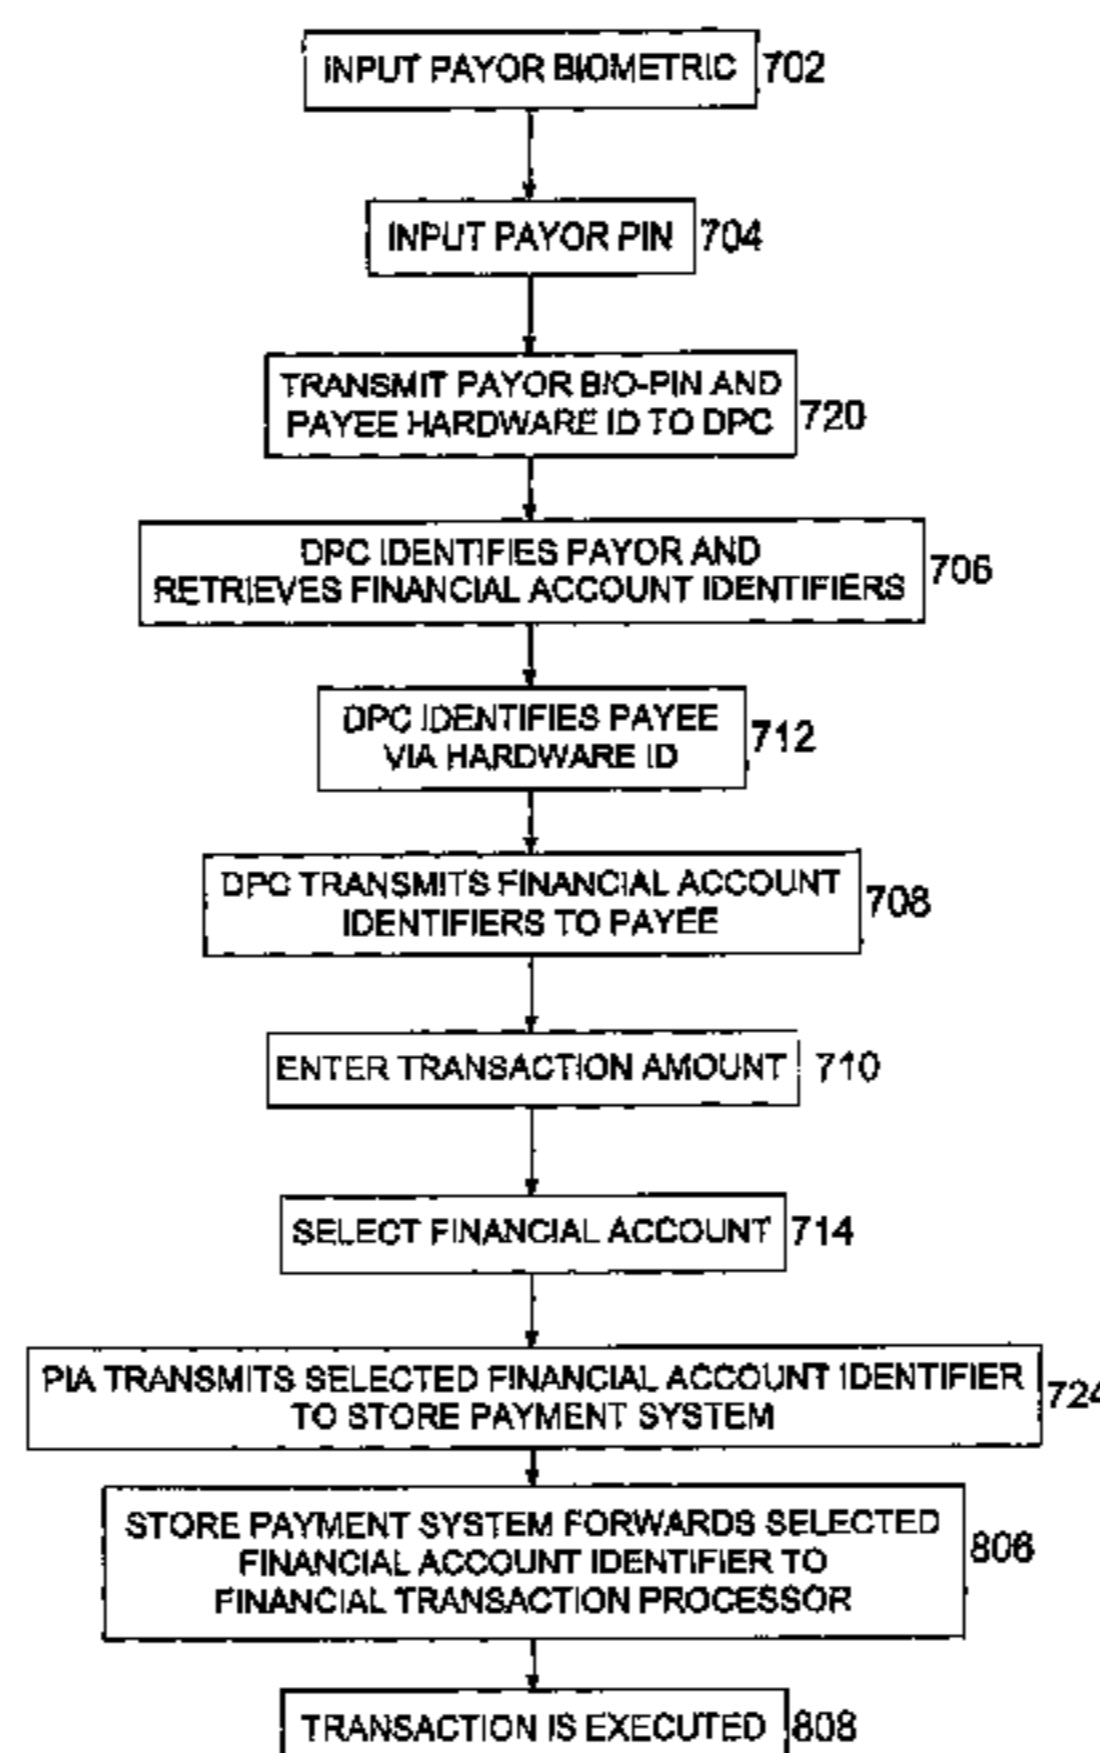 INPUT PAYOR BIOMETRIC 702
INPUT PAYOR PIN 704
TRANSMIT PAYOR BIO-PIN AND
PAYEE HARDWARE ID TO DPC 720
DPC IDENTIFIES PAYOR AND
RETRIEVES FINANCIAL ACCOUNT IDENTIFIERS 706
DPC IDENTIFIES PAYEE
VIA HARDWARE ID 712
DPC TRANSMITS FINANCIAL ACCOUNT
IDENTIFIERS TO PAYEE 708
ENTER TRANSACTION AMOUNT 710
SELECT FINANCIAL ACCOUNT 714
PIA TRANSMITS SELECTED FINANCIAL ACCOUNT IDENTIFIER
TO STORE PAYMENT SYSTEM 724
STORE PAYMENT SYSTEM FORWARDS SELECTED
FINANCIAL ACCOUNT IDENTIFIER TO 806
FINANCIAL TRANSACTION PROCESSOR
TRANSACTION IS EXECUTED 808